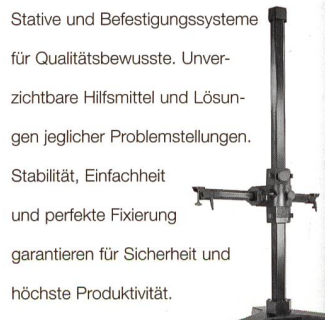 Stative und Befestigungssysteme
für Qualitätsbewusste. Unver-
zichtbare Hilfsmittel und Lösun-
gen jeglicher Problemstellungen.
Stabilität, Einfachheit
und perfekte Fixierung
garantieren für Sicherheit und
höchste Produktivität.